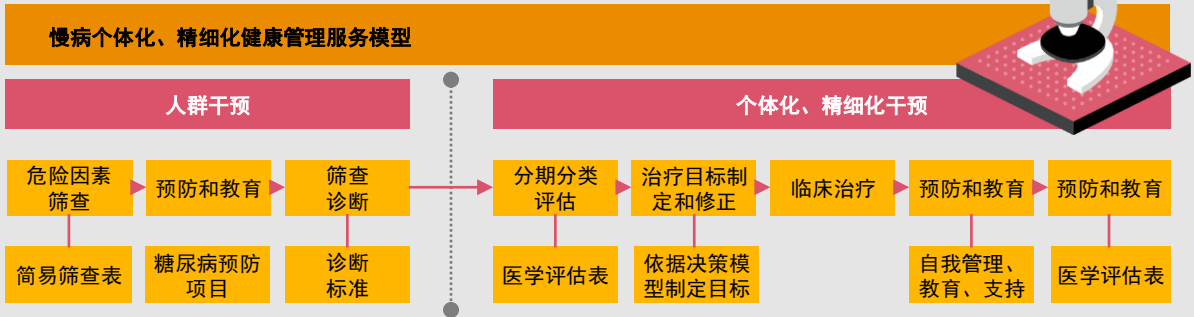 慢病个体化、精细化健康管理服务模型
人群干预
个体化、精细化干预
危险因素
筛查
预防和教育
筛查
诊断
分期分类
评估
治疗目标制
定和修正
临床治疗
预防和教育
预防和教育
简易筛查表
糖尿病预防
项目
诊断
标准
医学评估表
依据决策模
型制定目标
自我管理、
教育、支持
医学评估表